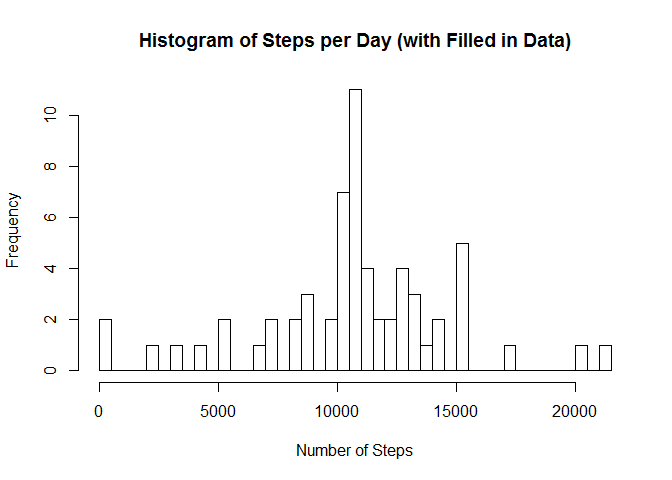 Histogram of Steps per Day (with Filled in Data)
Frequency
10
8
6
4
2
0
0 5000 10000 15000 20000
Number of Steps